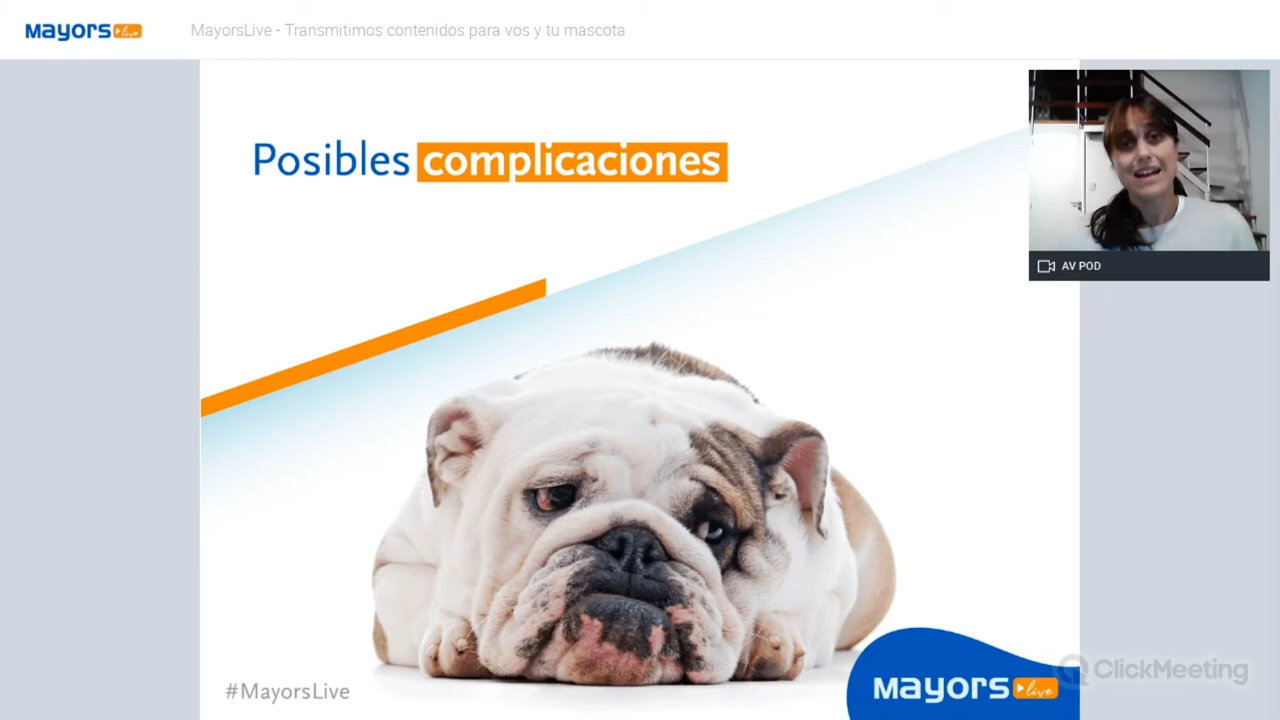 Mayors live
MayorsLive - Transmitimos contenidos para vos y tu mascota
Posibles complicaciones
AV POD
#MayorsLive
Mayors live
ClickMeeting